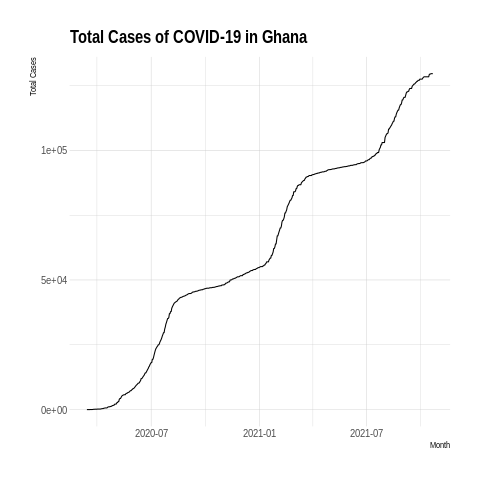 Total Cases of COVID-19 in Ghana
Total Cases
1e+05
5e+04
0e+00
2020-07 2021-01 2021-07
Month